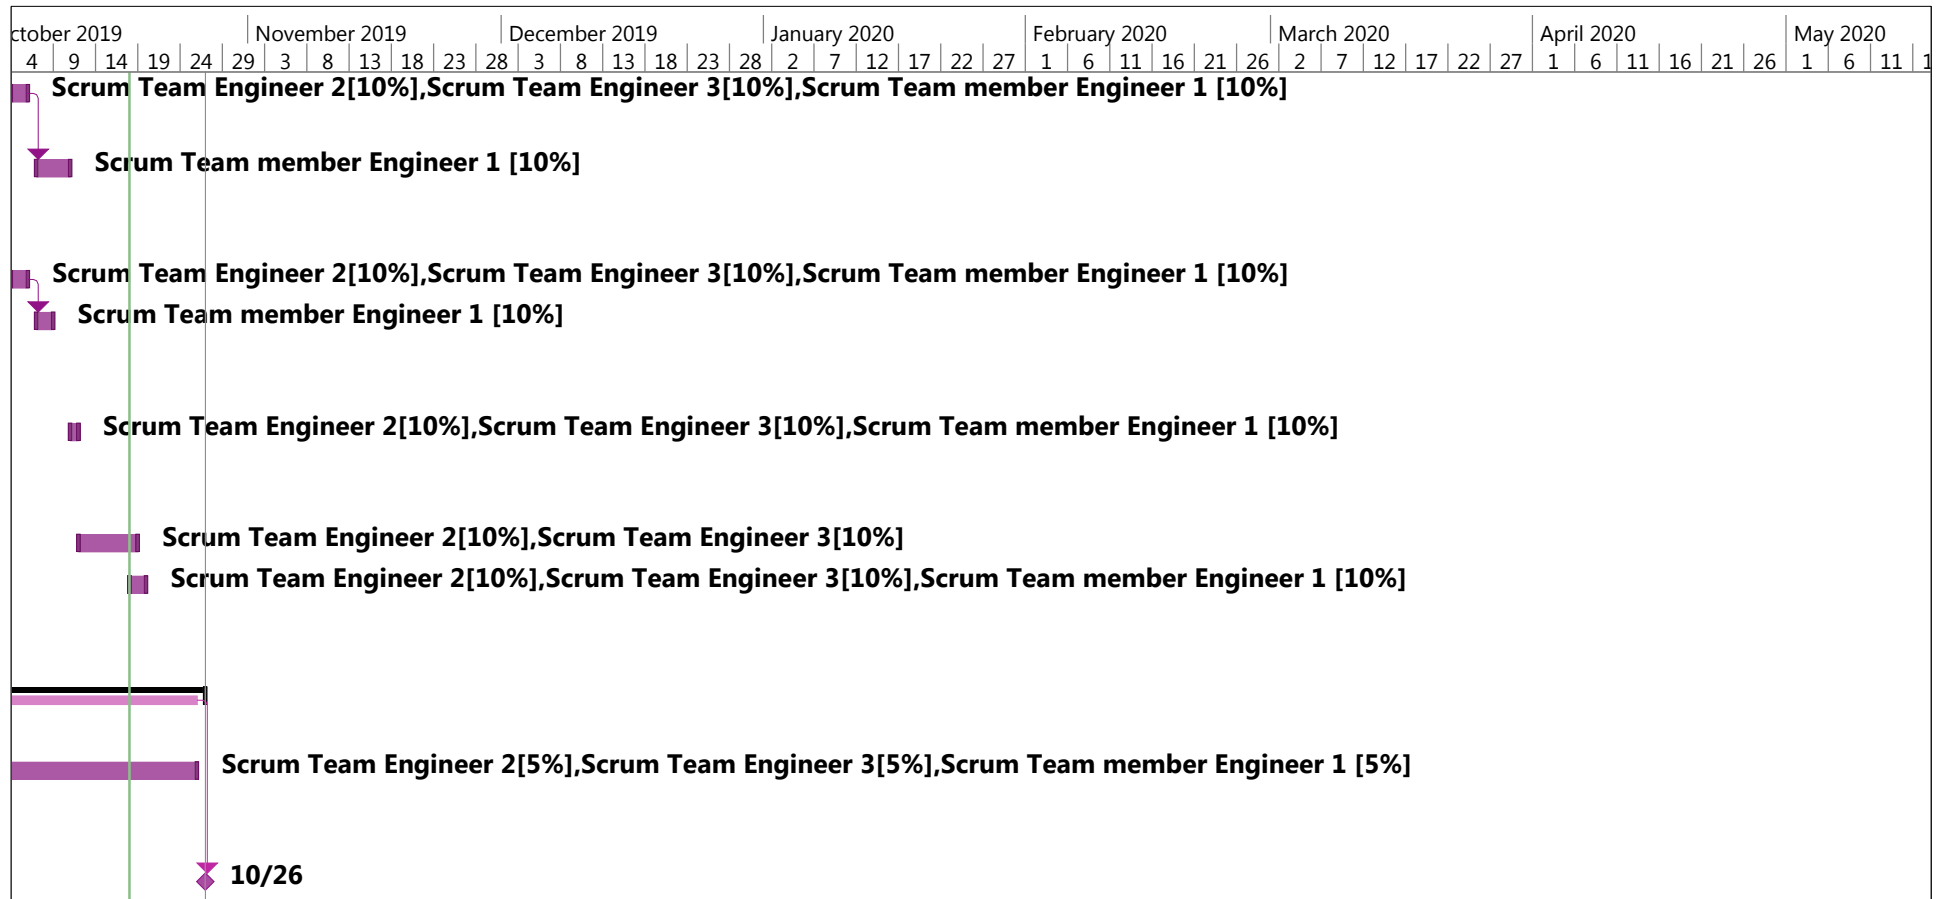 ctober 2019 November 2019 December 2019 January 2020 February 2020 March 2020 April 2020 May 2020
4 9 14 19 24 29 3 8 13 18 23 28 3 8 13 18 23 28 2 7 12 17 22 27 1 6 11 16 21 26 2 7 12 17 22 27 1 6 11 16 21 26 1 6 11 1
Scrum Team Engineer 2[10%],Scrum Team Engineer 3[10%],Scrum Team member Engineer 1 [10%]
Scrum Team member Engineer 1 [10%]
Scrum Team Engineer 2[10%],Scrum Team Engineer 3[10%],Scrum Team member Engineer 1 [10%]
Scrum Team member Engineer 1 [10%]
Scrum Team Engineer 2[10%],Scrum Team Engineer 3[10%],Scrum Team member Engineer 1 [10%]
Scrum Team Engineer 2[10%],Scrum Team Engineer 3[10%]
Scrum Team Engineer 2[10%],Scrum Team Engineer 3[10%],Scrum Team member Engineer 1 [10%]
Scrum Team Engineer 2[5%],Scrum Team Engineer 3[5%],Scrum Team member Engineer 1 [5%]
10/26